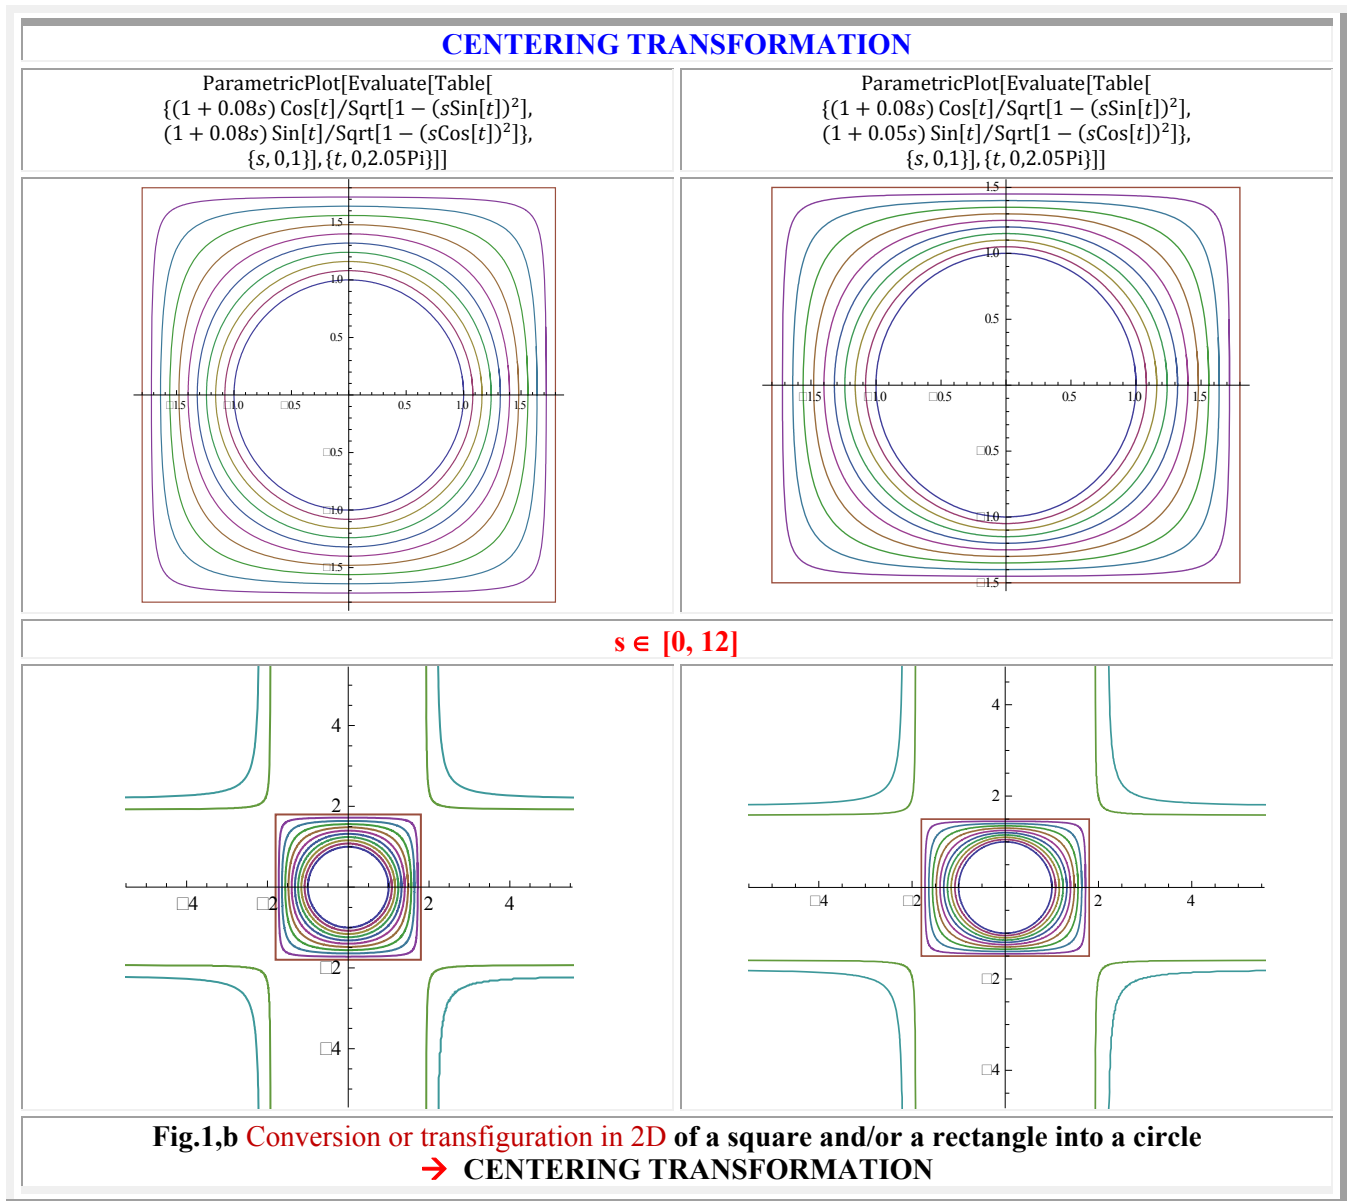 CENTERING TRANSFORMATION
ParametricPlot[Evaluate[Table[
{(1 + 0.08s) Cos[t]/Sqrt[1 − (sSin[t])²],
(1 + 0.08s) Sin[t]/Sqrt[1 − (sCos[t])²]},
{s, 0,1}], {t, 0,2.05Pi}]]
ParametricPlot[Evaluate[Table[
{(1 + 0.08s) Cos[t]/Sqrt[1 − (sSin[t])²],
(1 + 0.05s) Sin[t]/Sqrt[1 − (sCos[t])²]},
{s, 0,1}], {t, 0,2.05Pi}]]
1.5
1.0
0.5
□1.5 □1.0 □0.5 0.5 1.0 1.5
□0.5
□1.0
□1.5
1.5
1.0
0.5
□1.5 □1.0 □0.5 0.5 1.0 1.5
□0.5
□1.0
□1.5
s ∈ [0, 12]
4
2
□4 □2 2 4
□2
□4
4
2
□4 □2 2 4
□2
□4
Fig.1,b Conversion or transfiguration in 2D of a square and/or a rectangle into a circle
→ CENTERING TRANSFORMATION